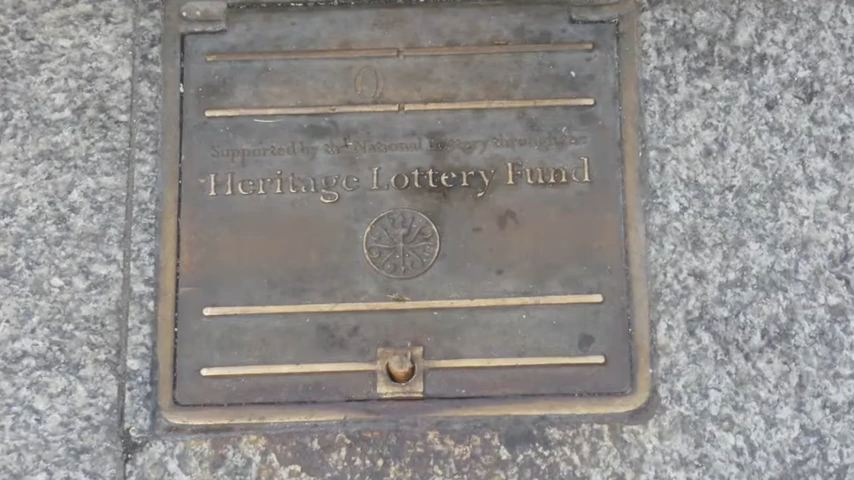 Supported by the National Lottery through the
Heritage Lottery Fund